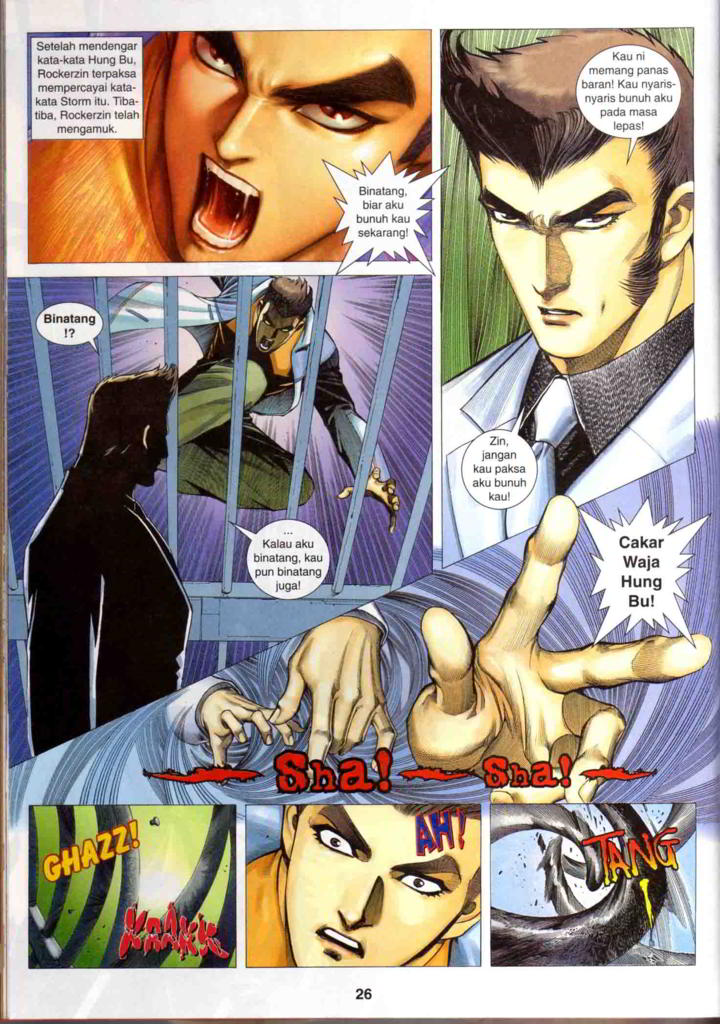 Setelah mendengar
kata-kata Hung Bu,
Rockerzin terpaksa
mempercayai kata-
kata Storm itu. Tiba-
tiba, Rockerzin telah
mengamuk.
Binatang,
biar aku
bunuh kau
sekarang!
Kau ni
memang panas
baran! Kau nyaris-
nyaris bunuh aku
pada masa
lepas!
Binatang
!?
...
Kalau aku
binatang, kau
pun binatang
juga!
Zin,
jangan
kau paksa
aku bunuh
kau!
Cakar
Waja
Hung
Bu!
Sha!
Sha!
GHAZZ!
KRAAKK
AH!
TANG
26